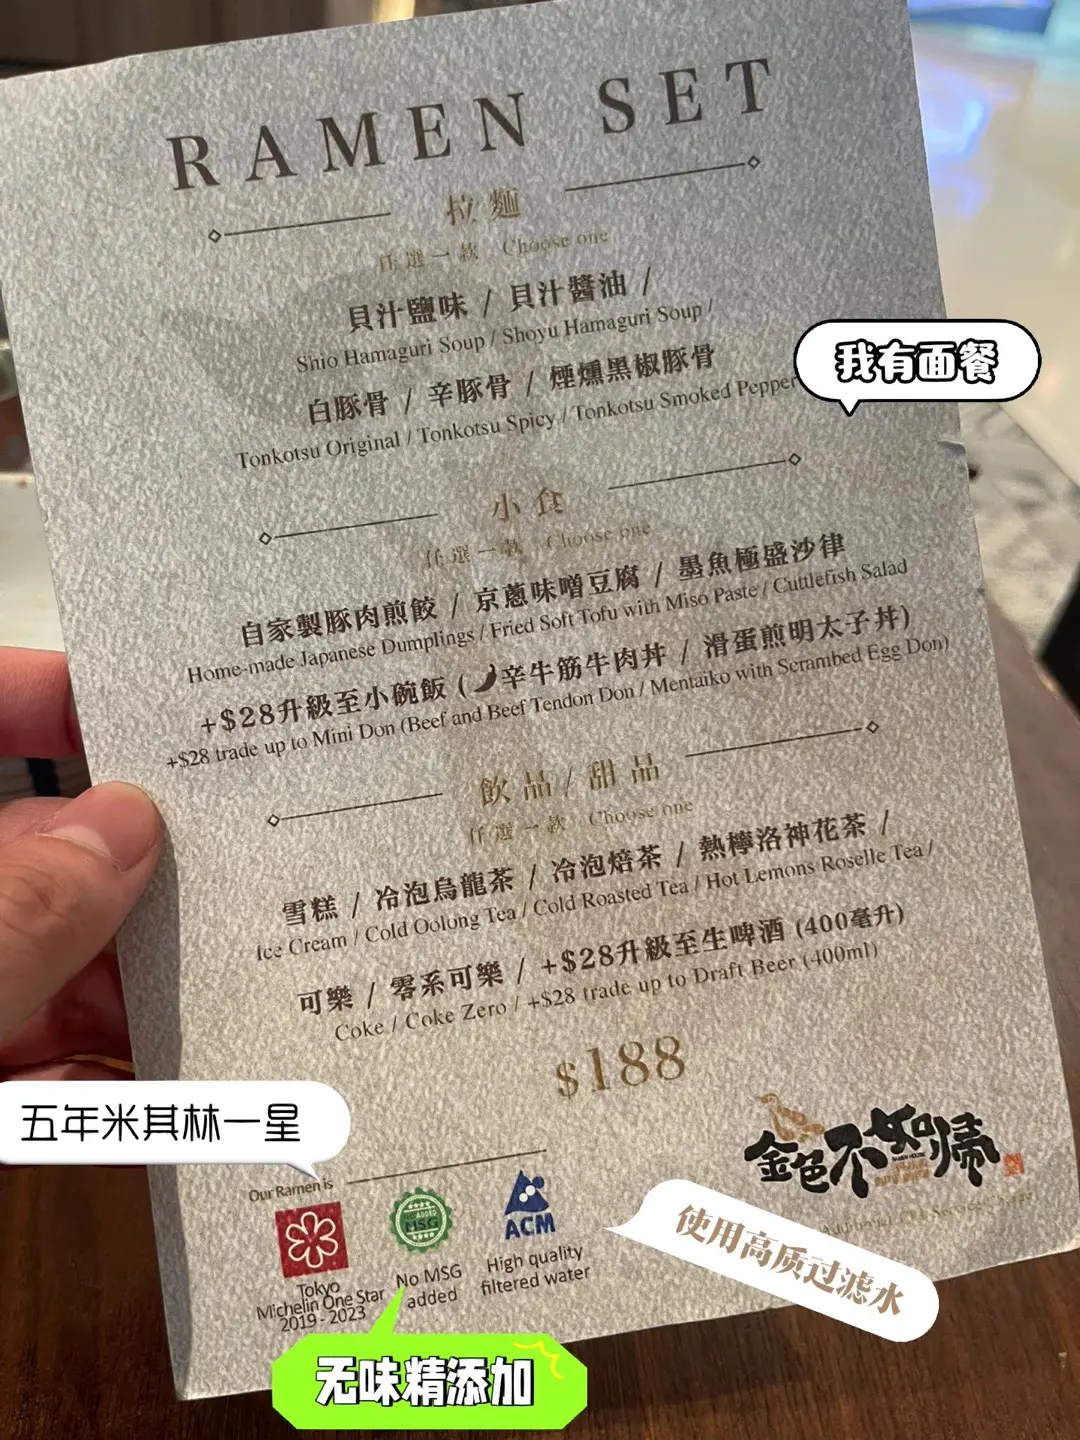 RAMEN SET
拉麵
任選一款 Choose one
貝汁鹽味 / 貝汁醬油 /
Shio Hamaguri Soup / Shoyu Hamaguri Soup /
白豚骨 / 辛豚骨 / 煙燻黑椒豚骨
Tonkotsu Original / Tonkotsu Spicy / Tonkotsu Smoked Pepper
我有面餐
小食
任選一款 Choose one
自家製豚肉煎餃 / 京蔥味噌豆腐 / 墨魚極盛沙律
Home-made Japanese Dumplings / Fried Soft Tofu with Miso Paste / Cuttlefish Salad
+$28升級至小碗飯 (辛牛筋牛肉丼 / 滑蛋煎明太子丼)
+$28 trade up to Mini Don (Beef and Beef Tendon Don / Mentaiko with Scrambled Egg Don)
飲品/甜品
任選一款 Choose one
雪糕 / 冷泡烏龍茶 / 冷泡焙茶 / 熱檸洛神花茶 /
Ice Cream / Cold Oolong Tea / Cold Roasted Tea / Hot Lemons Roselle Tea /
可樂 / 零系可樂 / +$28升級至生啤酒 (400毫升)
Coke / Coke Zero / +$28 trade up to Draft Beer (400ml)
$188
五年米其林一星
金色不如帰
RAMEN HOUSE
Our Ramen is
Tokyo
Michelin One Star
2019 - 2023
NO ADDED
MSG
No MSG
added
ACM
High quality
filtered water
使用高质过滤水
无味精添加